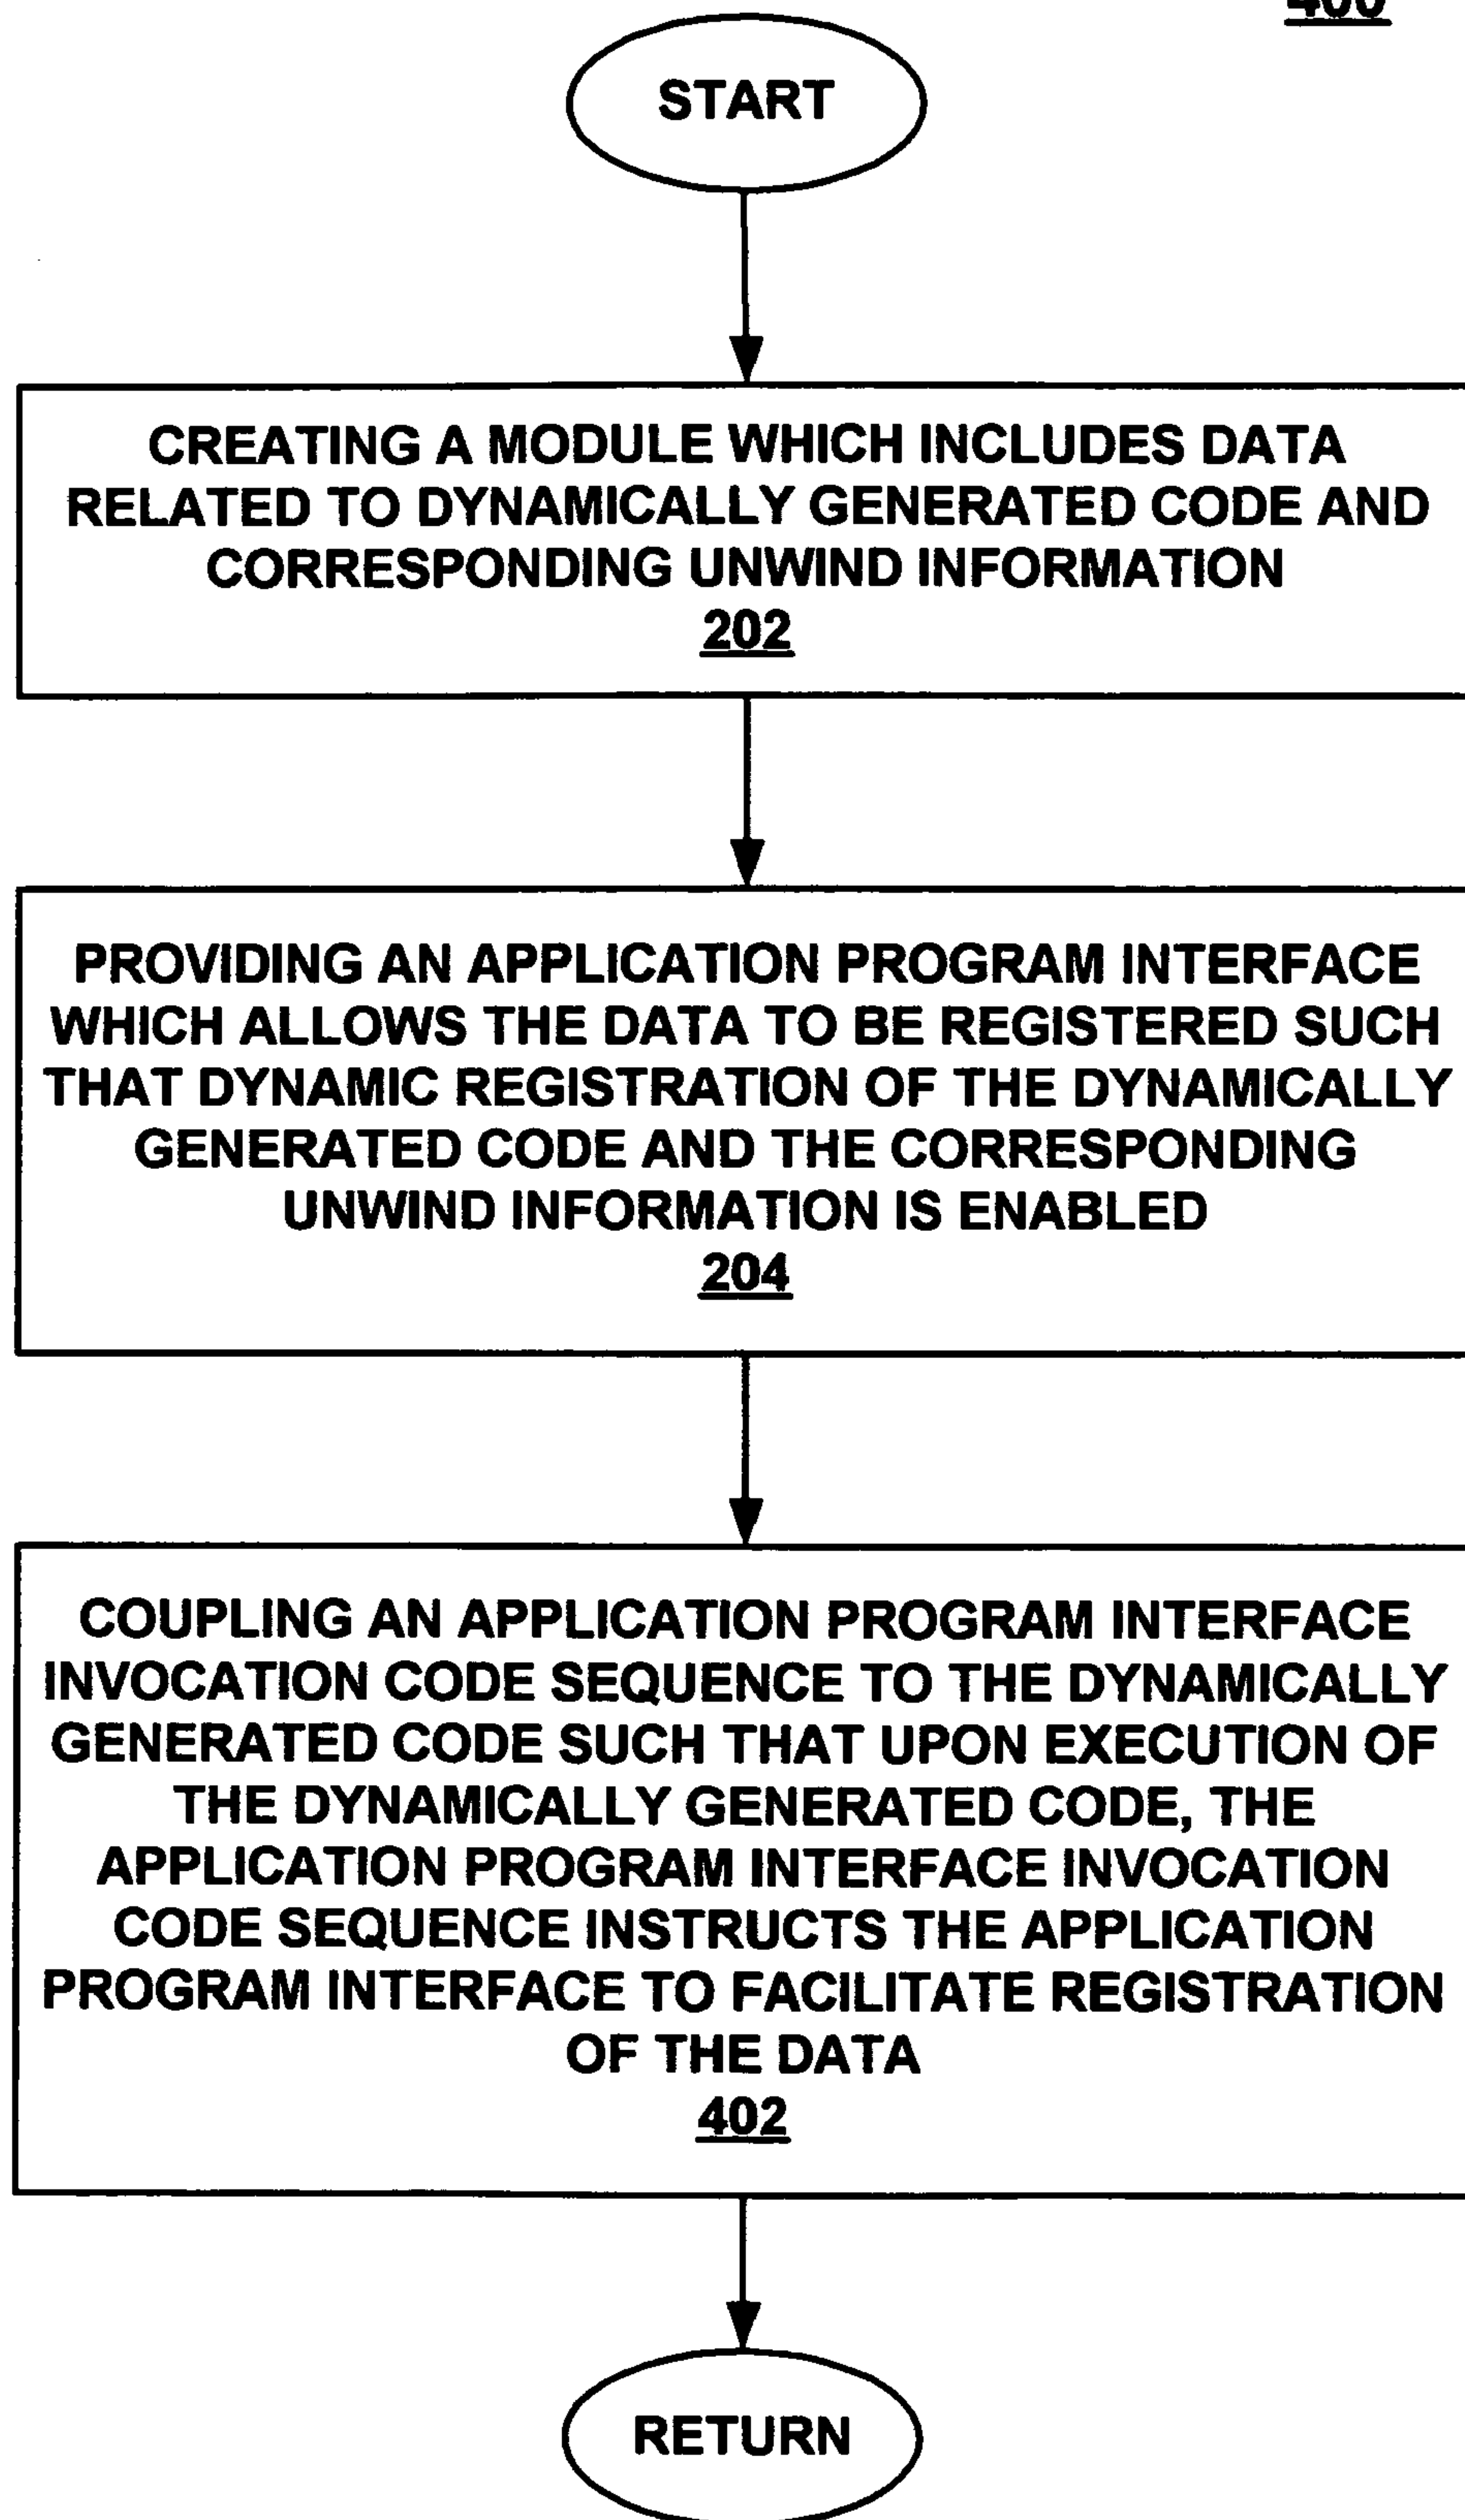 400
START
CREATING A MODULE WHICH INCLUDES DATA
RELATED TO DYNAMICALLY GENERATED CODE AND
CORRESPONDING UNWIND INFORMATION
202
PROVIDING AN APPLICATION PROGRAM INTERFACE
WHICH ALLOWS THE DATA TO BE REGISTERED SUCH
THAT DYNAMIC REGISTRATION OF THE DYNAMICALLY
GENERATED CODE AND THE CORRESPONDING
UNWIND INFORMATION IS ENABLED
204
COUPLING AN APPLICATION PROGRAM INTERFACE
INVOCATION CODE SEQUENCE TO THE DYNAMICALLY
GENERATED CODE SUCH THAT UPON EXECUTION OF
THE DYNAMICALLY GENERATED CODE, THE
APPLICATION PROGRAM INTERFACE INVOCATION
CODE SEQUENCE INSTRUCTS THE APPLICATION
PROGRAM INTERFACE TO FACILITATE REGISTRATION
OF THE DATA
402
RETURN